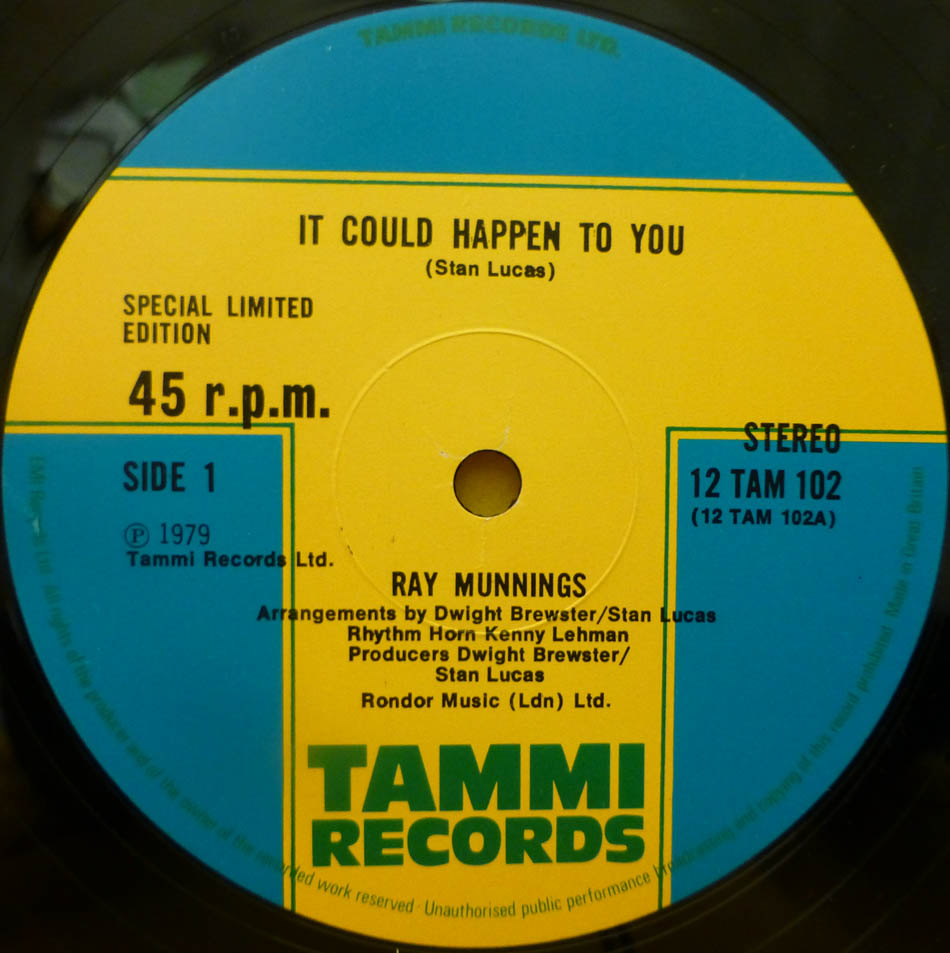 TAMMI RECORDS LTD.
IT COULD HAPPEN TO YOU
(Stan Lucas)
SPECIAL LIMITED
EDITION
45 r.p.m.
SIDE 1
℗ 1979
Tammi Records Ltd.
STEREO
12 TAM 102
(12 TAM 102A)
RAY MUNNINGS
Arrangements by Dwight Brewster/Stan Lucas
Rhythm Horn Kenny Lehman
Producers Dwight Brewster/
Stan Lucas
Rondor Music (Ldn) Ltd.
TAMMI
RECORDS
EMI Records Ltd. All rights of the producer and of the owner of the recorded work reserved · Unauthorised public performance broadcasting and copying of this record prohibited Made in Great Britain